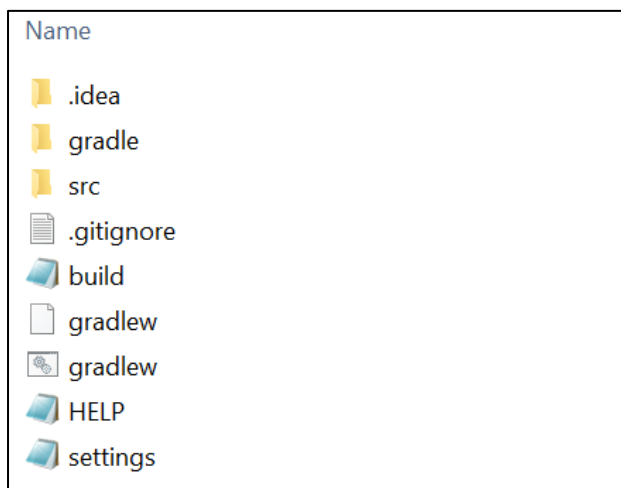 Name
.idea
gradle
src
.gitignore
build
gradlew
gradlew
HELP
settings